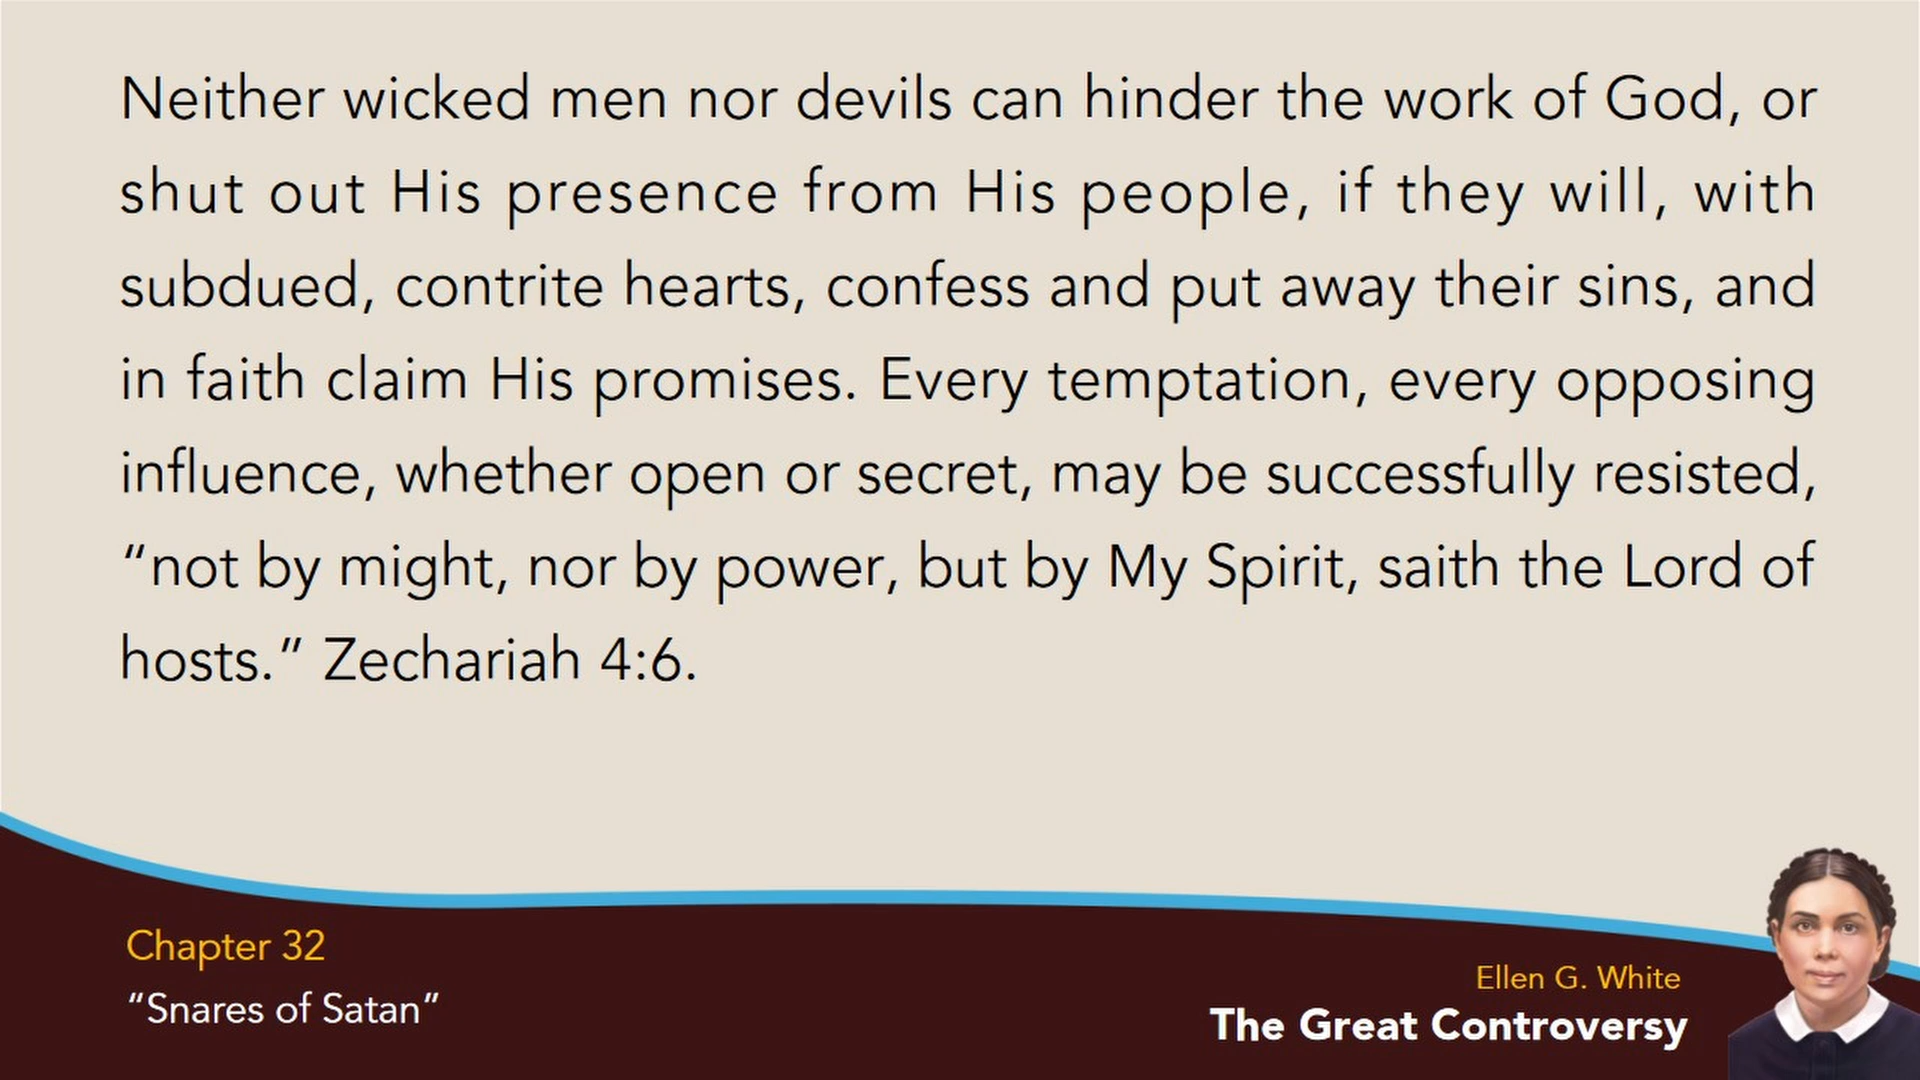 Neither wicked men nor devils can hinder the work of God, or
shut out His presence from His people, if they will, with
subdued, contrite hearts, confess and put away their sins, and
in faith claim His promises. Every temptation, every opposing
influence, whether open or secret, may be successfully resisted,
“not by might, nor by power, but by My Spirit, saith the Lord of
hosts.” Zechariah 4:6.
Chapter 32
“Snares of Satan”
Ellen G. White
The Great Controversy